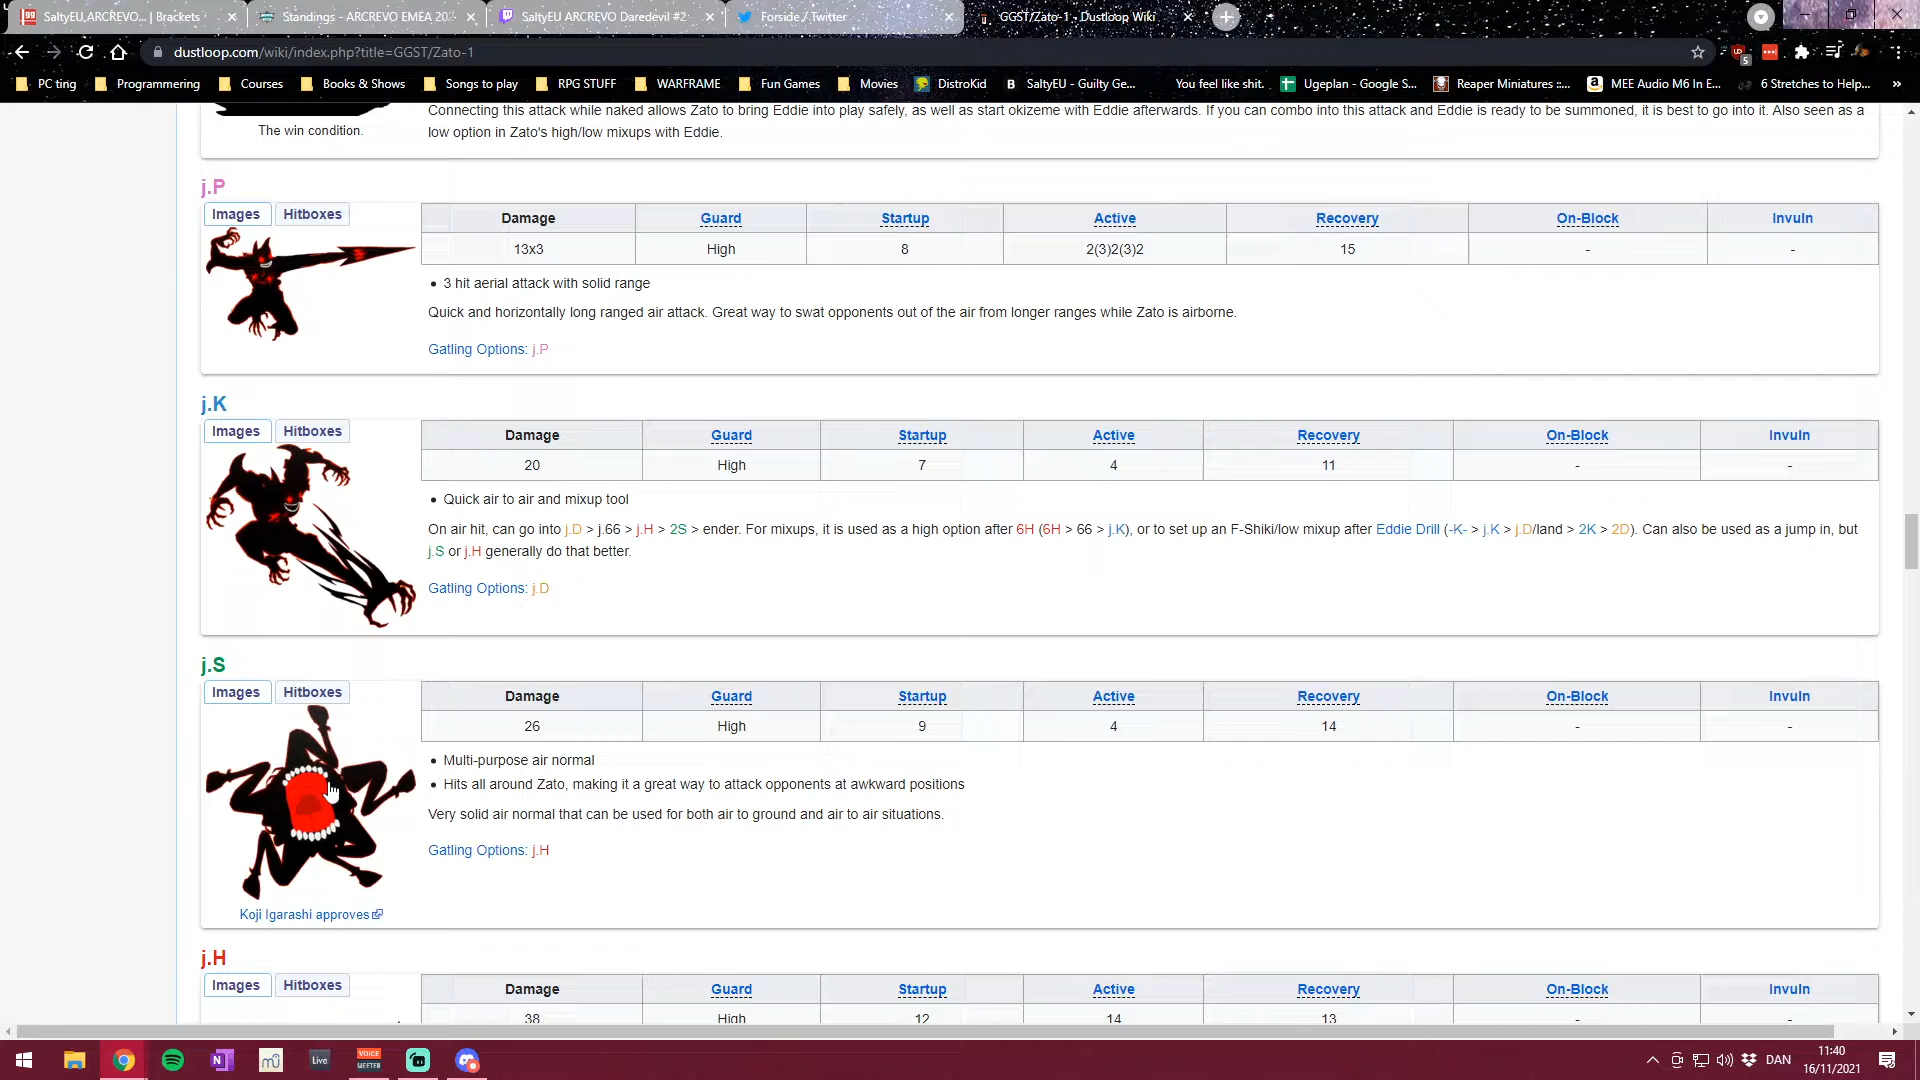 SaltyEU,ARCREVO... | Brackets
Standings - ARCREVO EMEA 202
SaltyEU ARCREVO Daredevil #2
Forside / Twitter
GGST/Zato-1 - Dustloop Wiki
dustloop.com/wiki/index.php?title=GGST/Zato-1
5
PC ting
Programmering
Courses
Books & Shows
Songs to play
RPG STUFF
WARFRAME
Fun Games
Movies
DistroKid
SaltyEU - Guilty Ge...
You feel like shit.
Ugeplan - Google S...
Reaper Miniatures ::...
MEE Audio M6 In E...
6 Stretches to Help...
»
The win condition.
Connecting this attack while naked allows Zato to bring Eddie into play safely, as well as start okizeme with Eddie afterwards. If you can combo into this attack and Eddie is ready to be summoned, it is best to go into it. Also seen as a
low option in Zato's high/low mixups with Eddie.
j.P
Images Hitboxes
Damage Guard Startup Active Recovery On-Block Invuln
13x3 High 8 2(3)2(3)2 15 - -
• 3 hit aerial attack with solid range
Quick and horizontally long ranged air attack. Great way to swat opponents out of the air from longer ranges while Zato is airborne.
Gatling Options: j.P
j.K
Images Hitboxes
Damage Guard Startup Active Recovery On-Block Invuln
20 High 7 4 11 - -
• Quick air to air and mixup tool
On air hit, can go into j.D > j.66 > j.H > 2S > ender. For mixups, it is used as a high option after 6H (6H > 66 > j.K), or to set up an F-Shiki/low mixup after Eddie Drill (-K- > j.K > j.D/land > 2K > 2D). Can also be used as a jump in, but
j.S or j.H generally do that better.
Gatling Options: j.D
j.S
Images Hitboxes
Damage Guard Startup Active Recovery On-Block Invuln
26 High 9 4 14 - -
• Multi-purpose air normal
• Hits all around Zato, making it a great way to attack opponents at awkward positions
Very solid air normal that can be used for both air to ground and air to air situations.
Gatling Options: j.H
Koji Igarashi approves
j.H
Images Hitboxes
Damage Guard Startup Active Recovery On-Block Invuln
38 High 12 14 13 - -
Live
VOICE
MEETER
DAN
11:40
16/11/2021